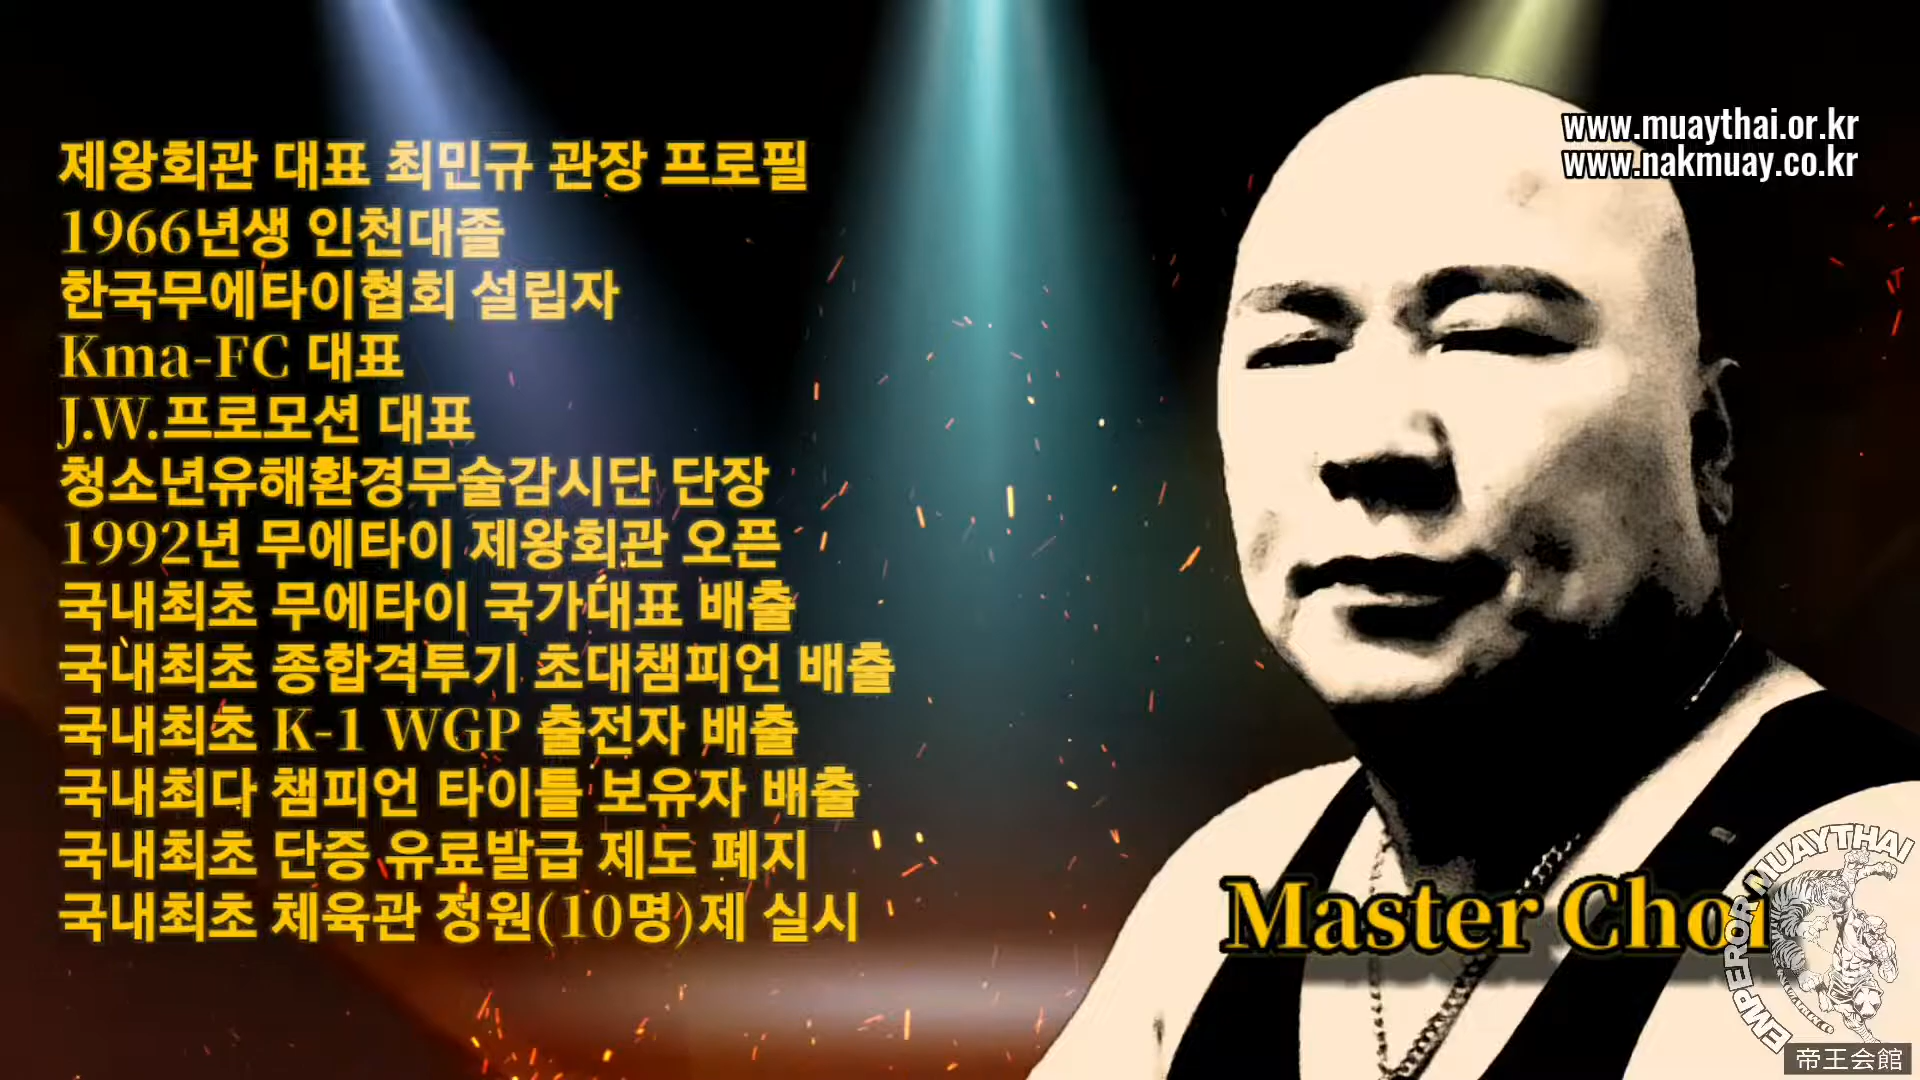 제왕회관 대표 최민규 관장 프로필
1966년생 인천대졸
한국무에타이협회 설립자
Kma-FC 대표
J.W.프로모션 대표
청소년유해환경무술감시단 단장
1992년 무에타이 제왕회관 오픈
국내최초 무에타이 국가대표 배출
국내최초 종합격투기 초대챔피언 배출
국내최초 K-1 WGP 출전자 배출
국내최다 챔피언 타이틀 보유자 배출
국내최초 단증 유료발급 제도 폐지
국내최초 체육관 정원(10명)제 실시
www.muaythai.or.kr
www.nakmuay.co.kr
Master Choi
EMPEROR MUAYTHAI
帝王会館